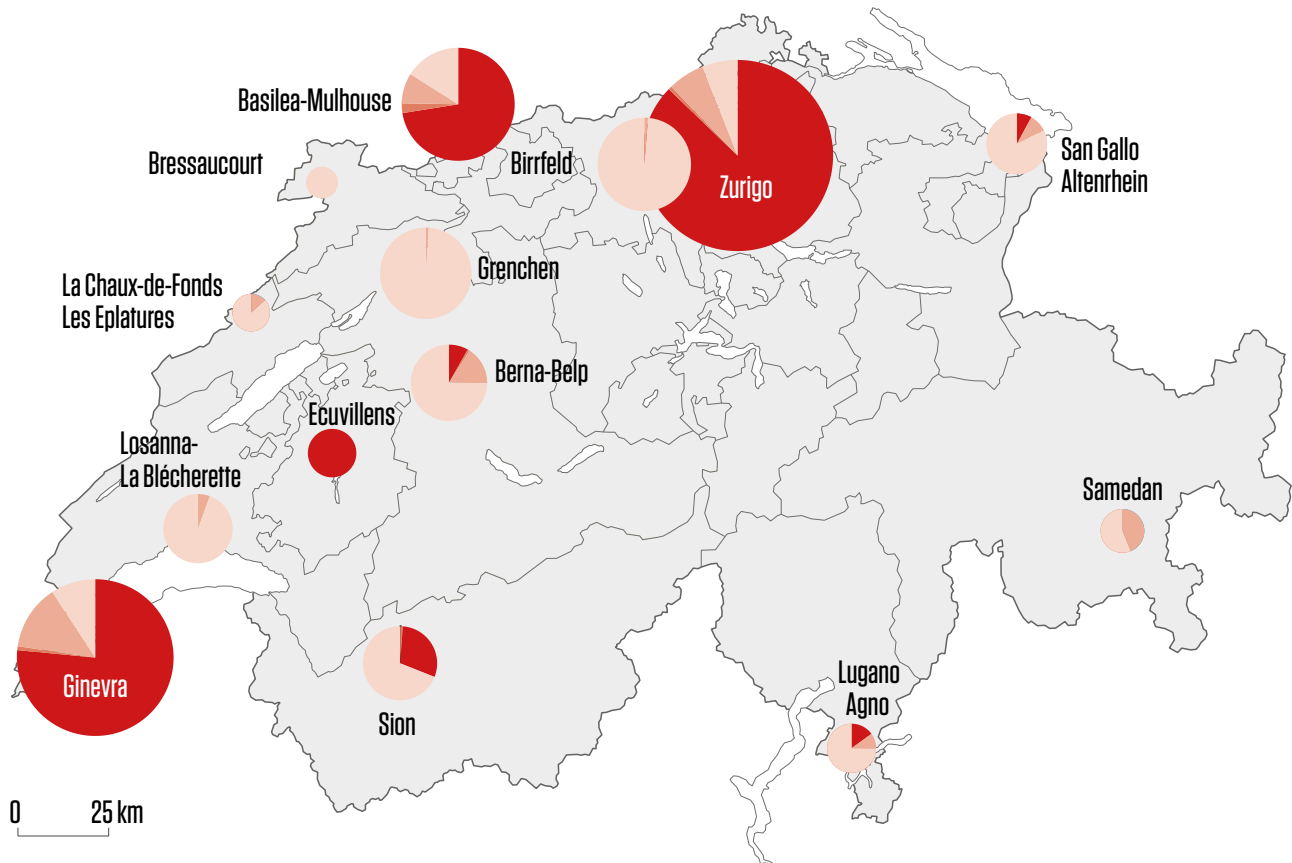 Basilea-Mulhouse
Bressaucourt
Birrfeld
Zurigo
San Gallo
Altenrhein
Grenchen
La Chaux-de-Fonds
Les Eplatures
Berna-Belp
Ecuvillens
Losanna-
La Blécherette
Samedan
Ginevra
Sion
Lugano
Agno
0 25 km